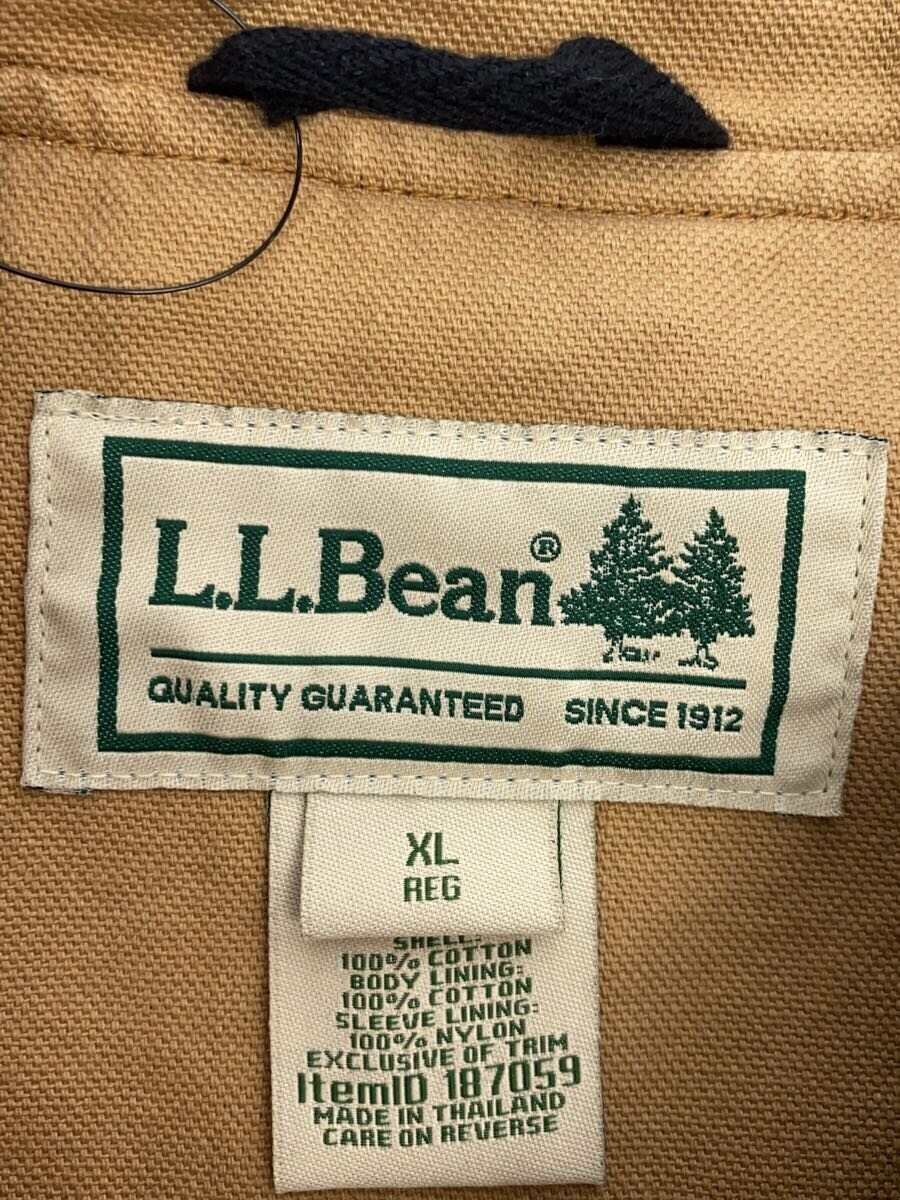 L.L.Bean®
QUALITY GUARANTEED SINCE 1912
XL
REG
SHELL:
100% COTTON
BODY LINING:
100% COTTON
SLEEVE LINING:
100% NYLON
EXCLUSIVE OF TRIM
ItemID 187059
MADE IN THAILAND
CARE ON REVERSE